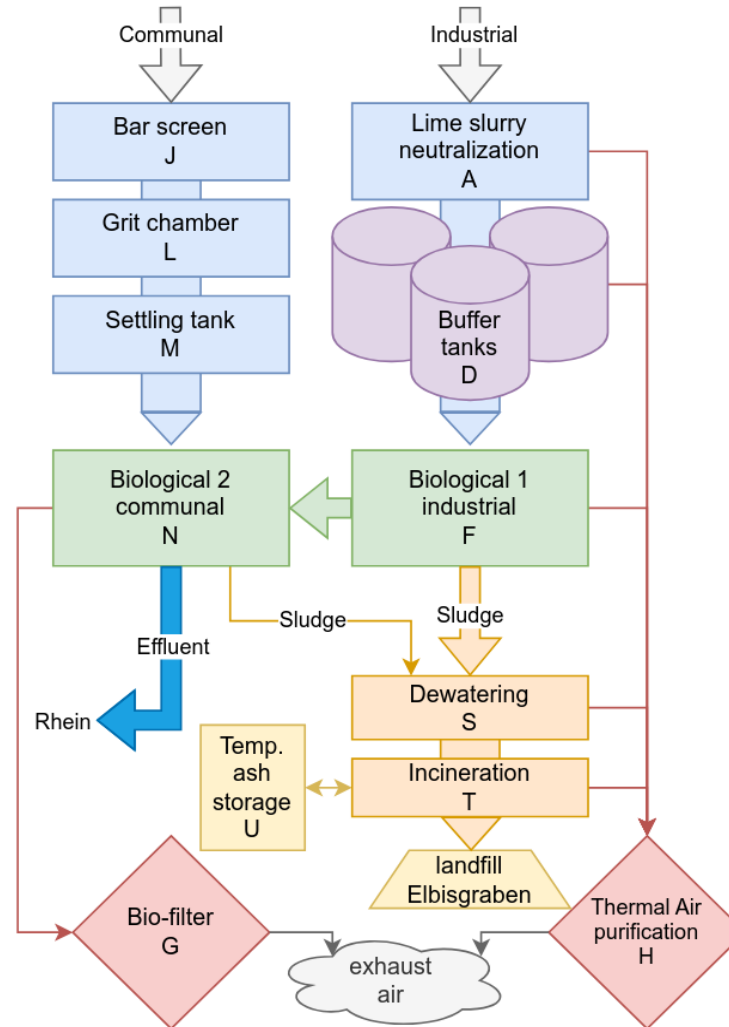 Communal
Industrial
Bar screen
J
Lime slurry
neutralization
A
Grit chamber
L
Settling tank
M
Buffer
tanks
D
Biological 2
communal
N
Biological 1
industrial
F
Sludge
Sludge
Effluent
Rhein
Dewatering
S
Temp.
ash
storage
U
Incineration
T
landfill
Elbisgraben
Bio-filter
G
Thermal Air
purification
H
exhaust
air